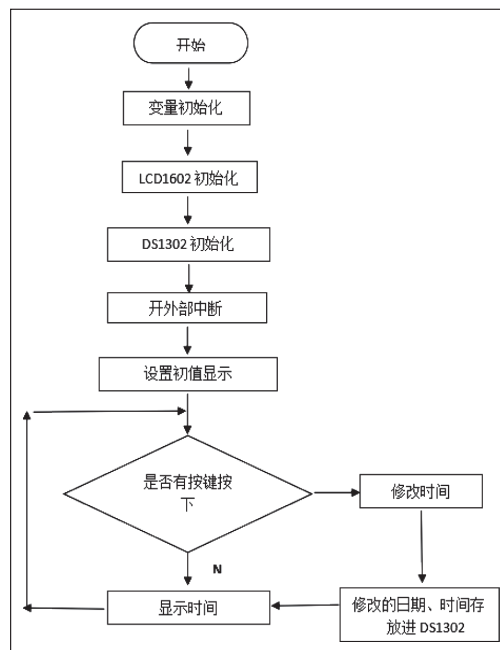 开始
变量初始化
LCD1602 初始化
DS1302 初始化
开外部中断
设置初值显示
是否有按键按
下
修改时间
N
显示时间
修改的日期、时间存
放进 DS1302